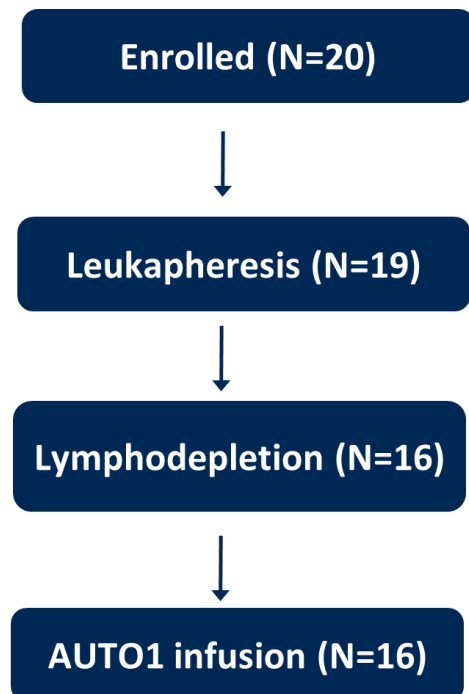 Enrolled (N=20)
Leukapheresis (N=19)
Lymphodepletion (N=16)
AUTO1 infusion (N=16)